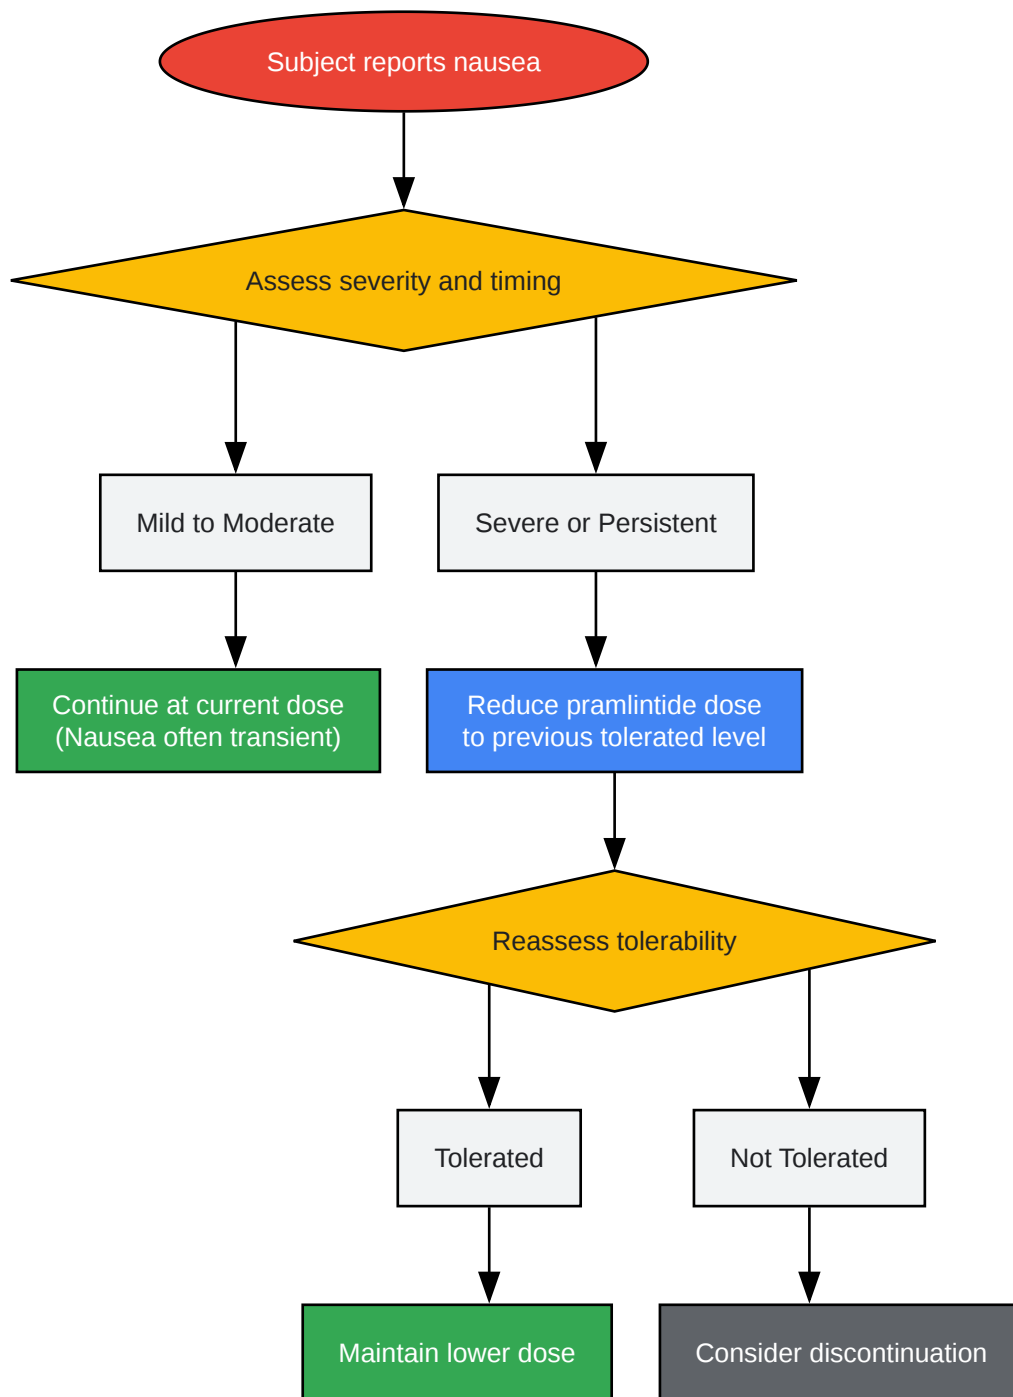 Subject reports nausea
Assess severity and timing
Mild to Moderate
Severe or Persistent
Continue at current dose
(Nausea often transient)
Reduce pramlintide dose
to previous tolerated level
Reassess tolerability
Tolerated
Not Tolerated
Maintain lower dose
Consider discontinuation